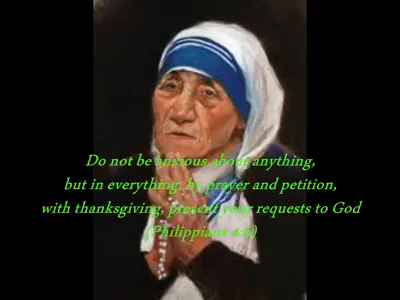 Do not be anxious about anything,
but in everything, by prayer and petition,
with thanksgiving, present your requests to God
(Philippians 4:6)